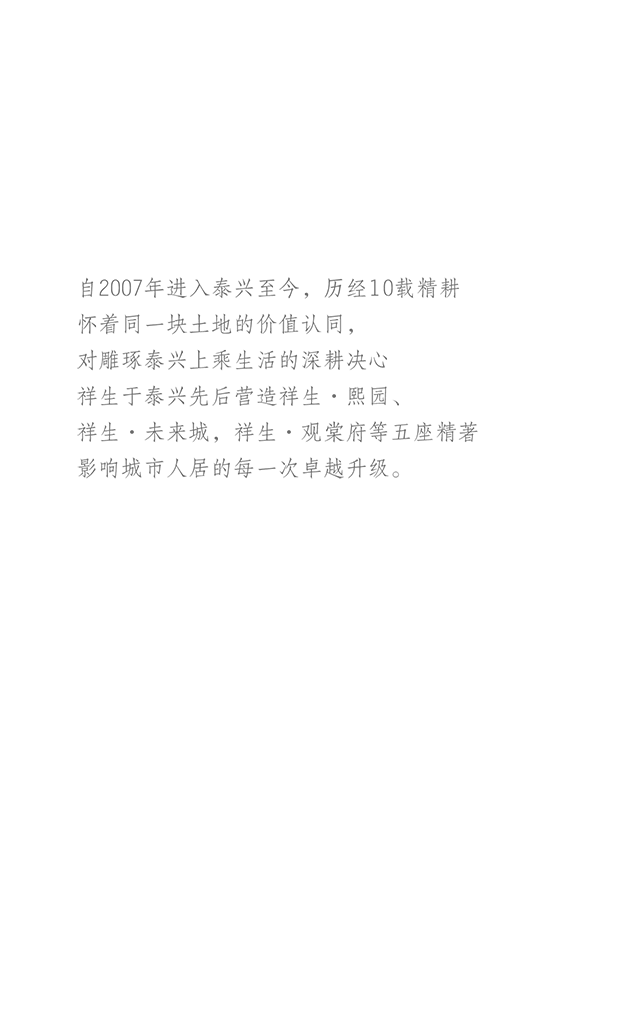 自2007年进入泰兴至今，历经10载精耕
怀着同一块土地的价值认同，
对雕琢泰兴上乘生活的深耕决心
祥生于泰兴先后营造祥生·熙园、
祥生·未来城，祥生·观棠府等五座精著
影响城市人居的每一次卓越升级。